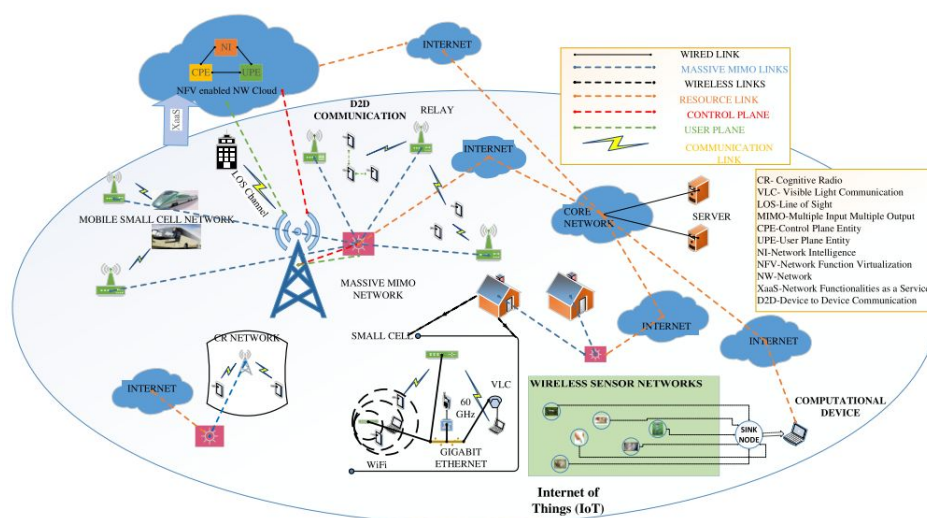 NI
CPE
UPE
NFV enabled NW Cloud
XaaS
INTERNET
D2D
COMMUNICATION
RELAY
LOS Channel
INTERNET
MOBILE SMALL CELL NETWORK
MASSIVE MIMO
NETWORK
CORE
NETWORK
SERVER
WIRED LINK
MASSIVE MIMO LINKS
WIRELESS LINKS
RESOURCE LINK
CONTROL PLANE
USER PLANE
COMMUNICATION
LINK
CR- Cognitive Radio
VLC- Visible Light Communication
LOS-Line of Sight
MIMO-Multiple Input Multiple Output
CPE-Control Plane Entity
UPE-User Plane Entity
NI-Network Intelligence
NFV-Network Function Virtualization
NW-Network
XaaS-Network Functionalities as a Service
D2D-Device to Device Communication
SMALL CELL
INTERNET
INTERNET
CR NETWORK
INTERNET
VLC
60
GHz
WiFi
GIGABIT
ETHERNET
WIRELESS SENSOR NETWORKS
SINK
NODE
COMPUTATIONAL
DEVICE
Internet of
Things (IoT)